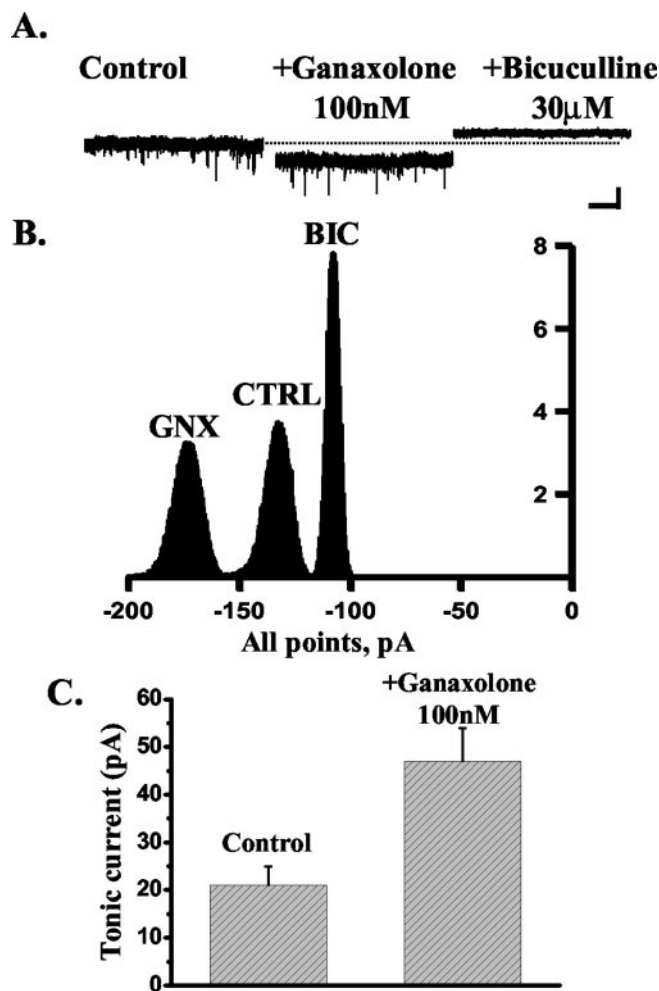 A.
Control +Ganaxolone +Bicuculline
100nM 30μM
B.
BIC
CTRL
GNX
8
6
4
2
-200 -150 -100 -50 0
All points, pA
C.
+Ganaxolone
100nM
Control
Tonic current (pA)
60
50
40
30
20
10
0